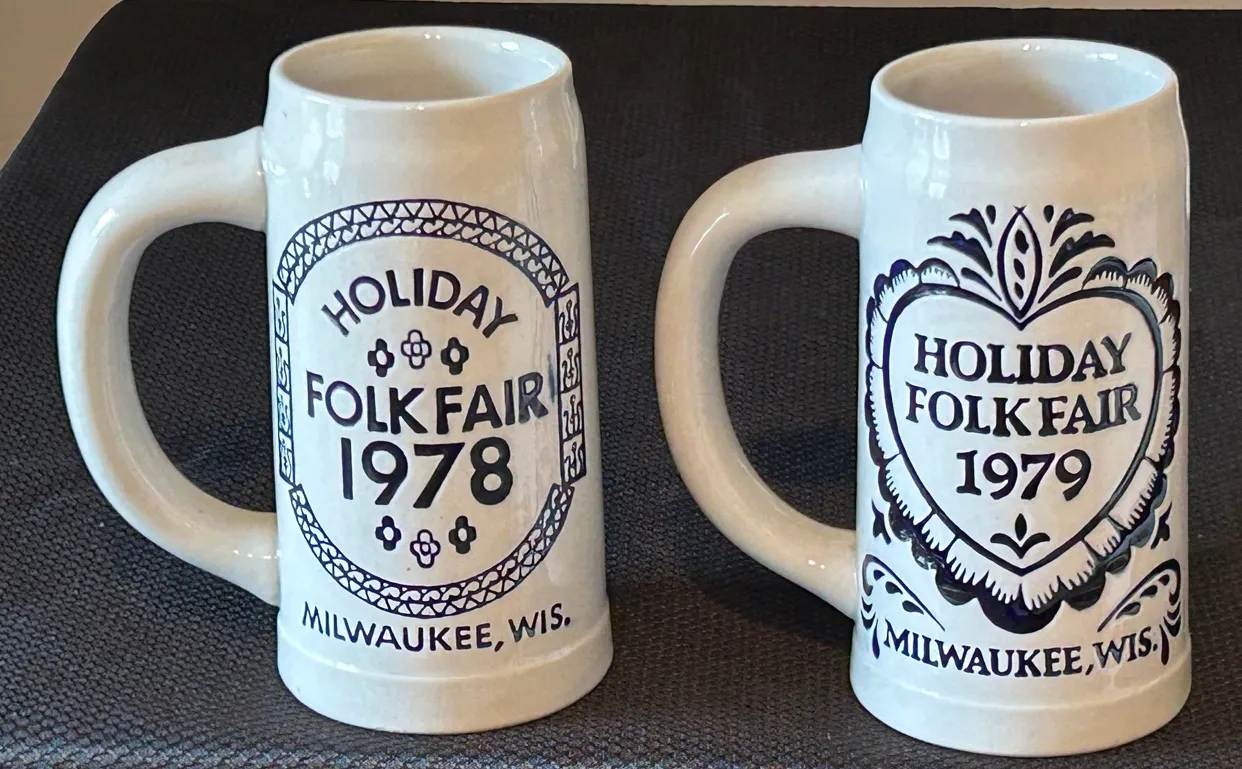 HOLIDAY
FOLK FAIR
1978
MILWAUKEE, WIS.
HOLIDAY
FOLK FAIR
1979
MILWAUKEE, WIS.